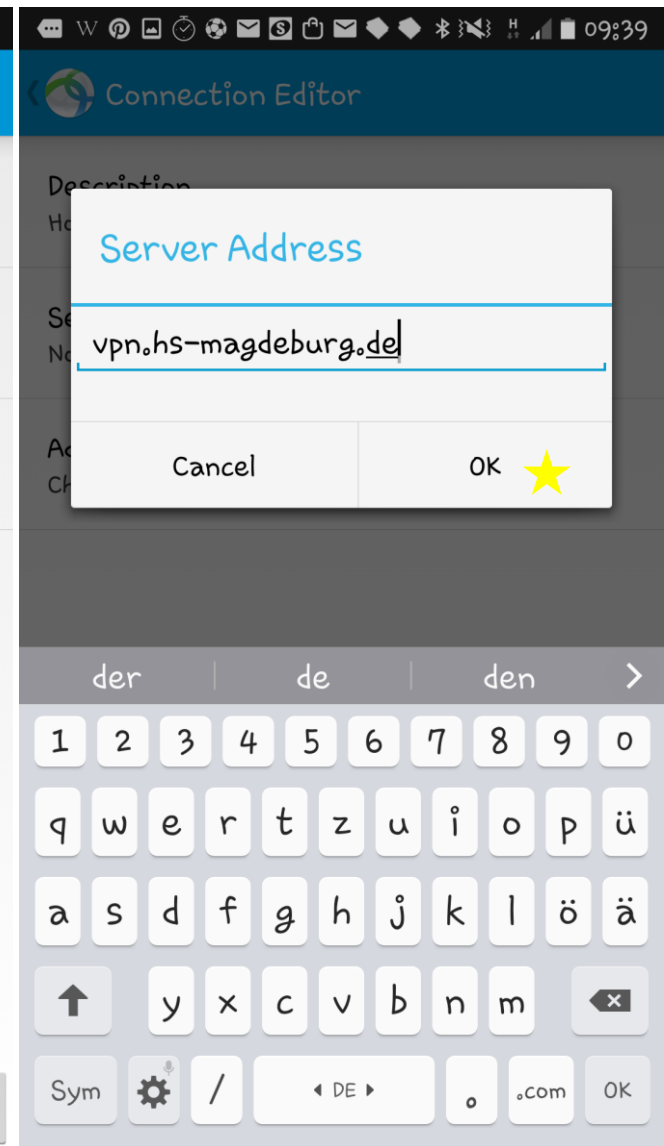 09:39
Connection Editor
Description
Server Address
vpn.hs-magdeburg.de
Cancel
OK
der
de
den
1 2 3 4 5 6 7 8 9 0
q w e r t z u i o p ü
a s d f g h j k l ö ä
y x c v b n m
Sym / DE . .com OK